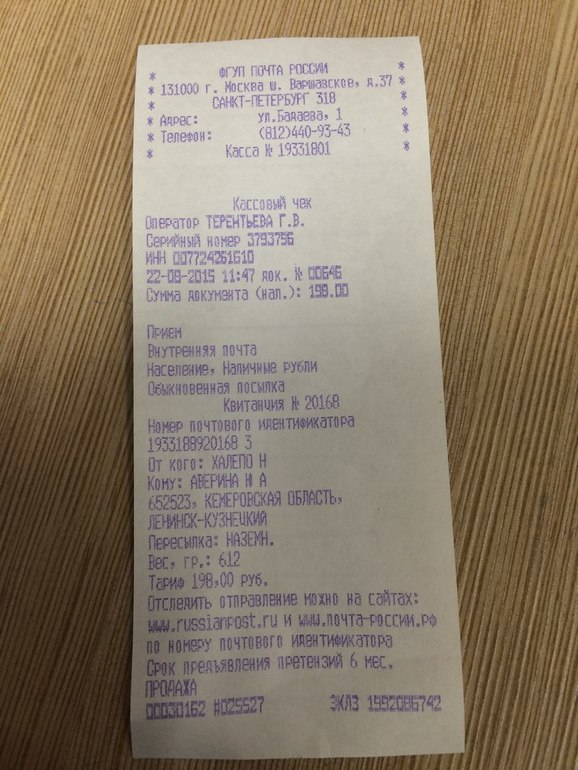 * ФГУП ПОЧТА РОССИИ *
* 131000 г. Москва ш. Варшавское, д.37 *
* САНКТ-ПЕТЕРБУРГ 318 *
* Адрес: ул.Бадаева, 1 *
* Телефон: (812)440-93-43 *
* Касса № 19331801 *
Кассовый чек
Оператор ТЕРЕНТЬЕВА Г.В.
Серийный номер 3793756
ИНН 007724261610
22-08-2015 11:47 док. № 00646
Сумма документа (нал.): 198.00
Прием
Внутренняя почта
Население, Наличные рубли
Обыкновенная посылка
Квитанция № 20168
Номер почтового идентификатора
1933188920168 3
От кого: ХАЛЕПО Н
Кому: АВЕРИНА И А
652523, КЕМЕРОВСКАЯ ОБЛАСТЬ,
ЛЕНИНСК-КУЗНЕЦКИЙ
Пересылка: НАЗЕМН.
Вес, гр.: 612
Тариф 198,00 руб.
Отследить отправление можно на сайтах:
www.russianpost.ru и www.почта-россии.рф
по номеру почтового идентификатора
Срок предъявления претензий 6 мес.
ПРОДАЖА
00030162 #025527 ЭКЛЗ 1992086742